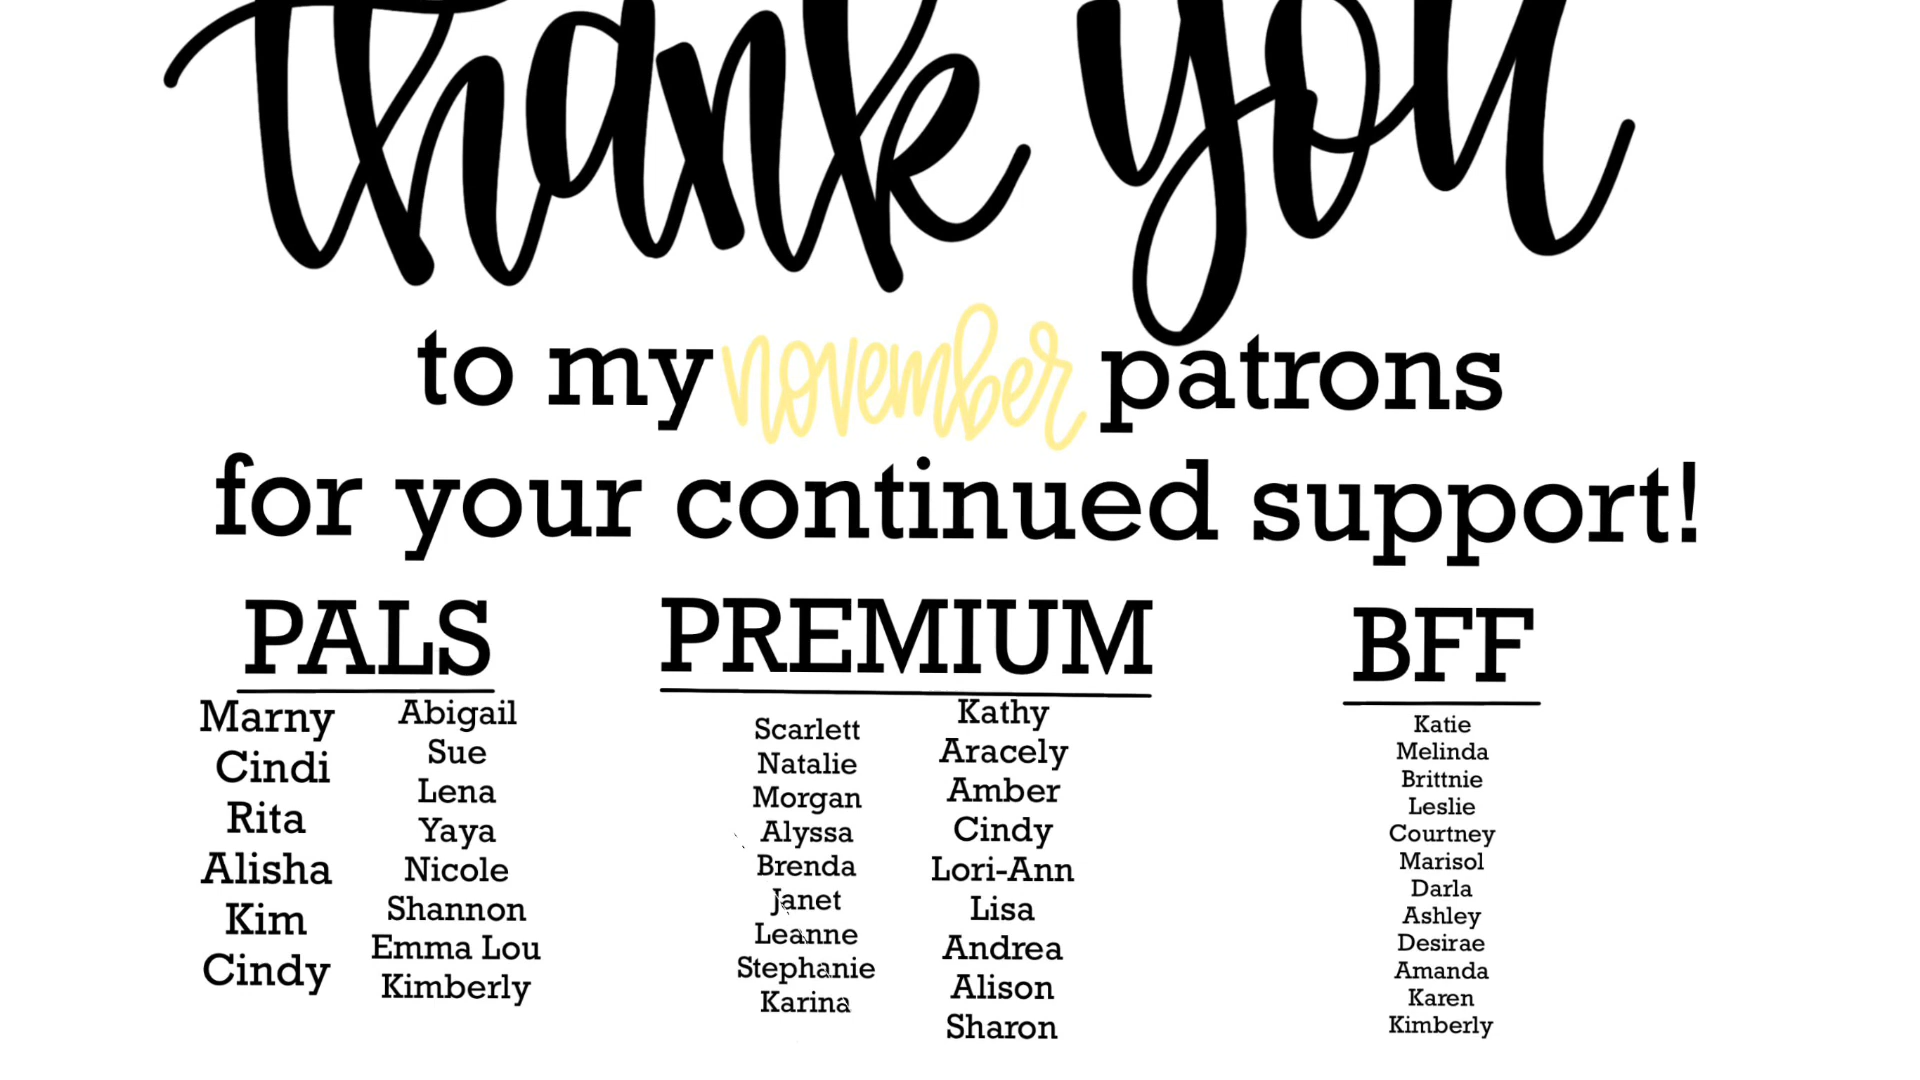 thank you
to my november patrons
for your continued support!
PALS
Marny
Cindi
Rita
Alisha
Kim
Cindy
Abigail
Sue
Lena
Yaya
Nicole
Shannon
Emma Lou
Kimberly
PREMIUM
Scarlett
Natalie
Morgan
Alyssa
Brenda
Janet
Leanne
Stephanie
Karina
Kathy
Aracely
Amber
Cindy
Lori-Ann
Lisa
Andrea
Alison
Sharon
BFF
Katie
Melinda
Brittnie
Leslie
Courtney
Marisol
Darla
Ashley
Desirae
Amanda
Karen
Kimberly